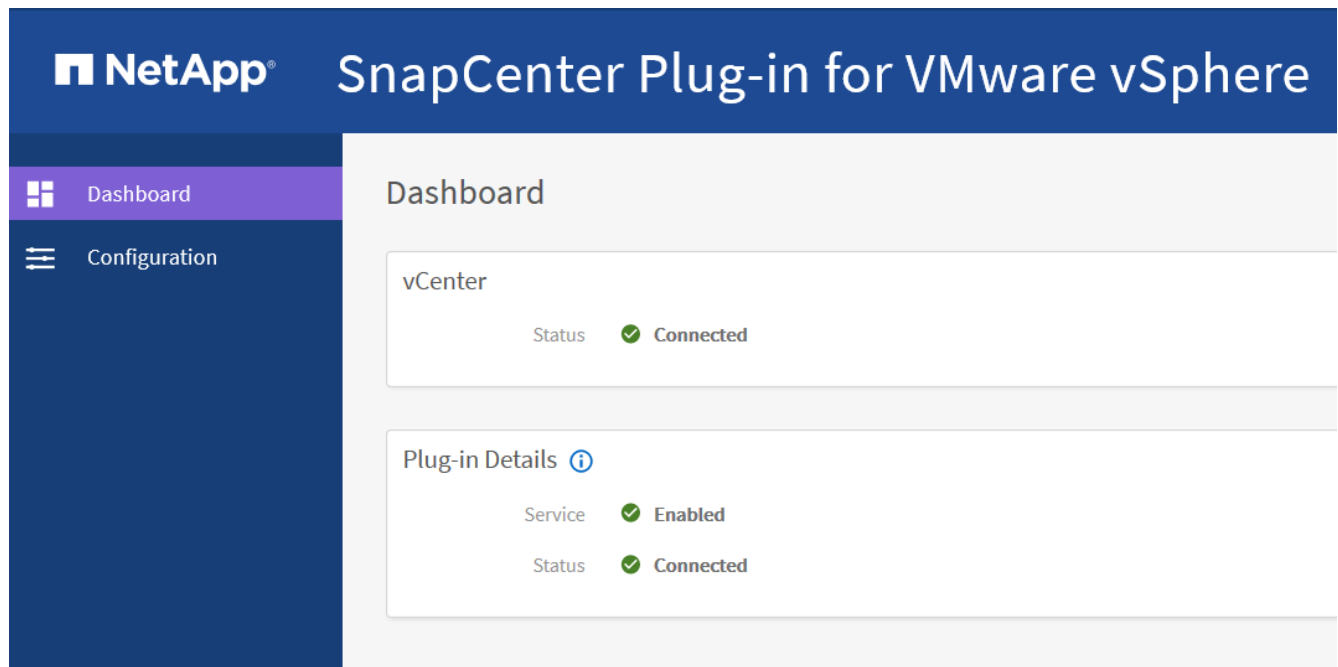 NetApp® SnapCenter Plug-in for VMware vSphere
Dashboard
Configuration
Dashboard
vCenter
Status Connected
Plug-in Details
Service Enabled
Status Connected